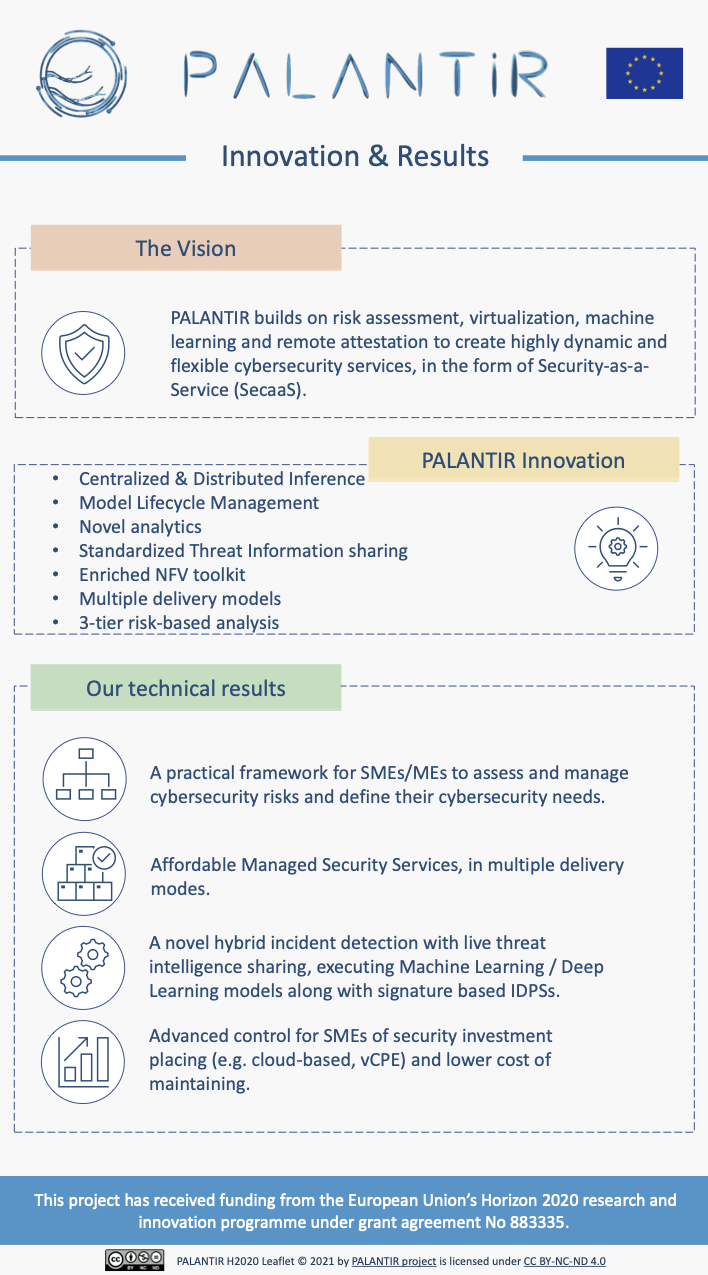 PALANTiR
Innovation & Results
The Vision
PALANTIR builds on risk assessment, virtualization, machine
learning and remote attestation to create highly dynamic and
flexible cybersecurity services, in the form of Security-as-a-
Service (SecaaS).
PALANTIR Innovation
• Centralized & Distributed Inference
• Model Lifecycle Management
• Novel analytics
• Standardized Threat Information sharing
• Enriched NFV toolkit
• Multiple delivery models
• 3-tier risk-based analysis
Our technical results
A practical framework for SMEs/MEs to assess and manage
cybersecurity risks and define their cybersecurity needs.
Affordable Managed Security Services, in multiple delivery
modes.
A novel hybrid incident detection with live threat
intelligence sharing, executing Machine Learning / Deep
Learning models along with signature based IDPSs.
Advanced control for SMEs of security investment
placing (e.g. cloud-based, vCPE) and lower cost of
maintaining.
This project has received funding from the European Union’s Horizon 2020 research and
innovation programme under grant agreement No 883335.
cc BY NC ND
PALANTIR H2020 Leaflet © 2021 by PALANTIR project is licensed under CC BY-NC-ND 4.0